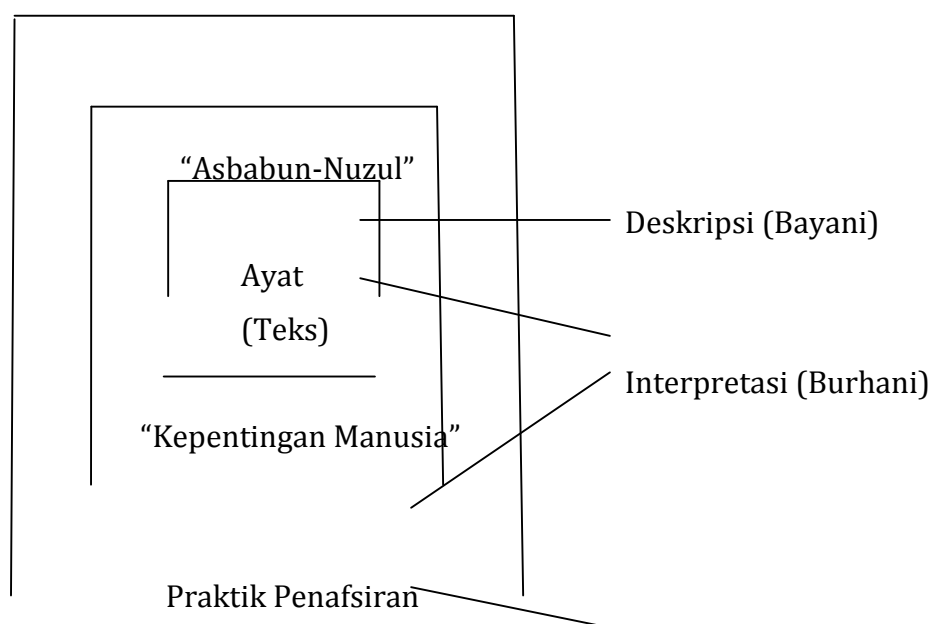 “Asbabun-Nuzul”
Deskripsi (Bayani)
Ayat
(Teks)
Interpretasi (Burhani)
“Kepentingan Manusia”
Praktik Penafsiran